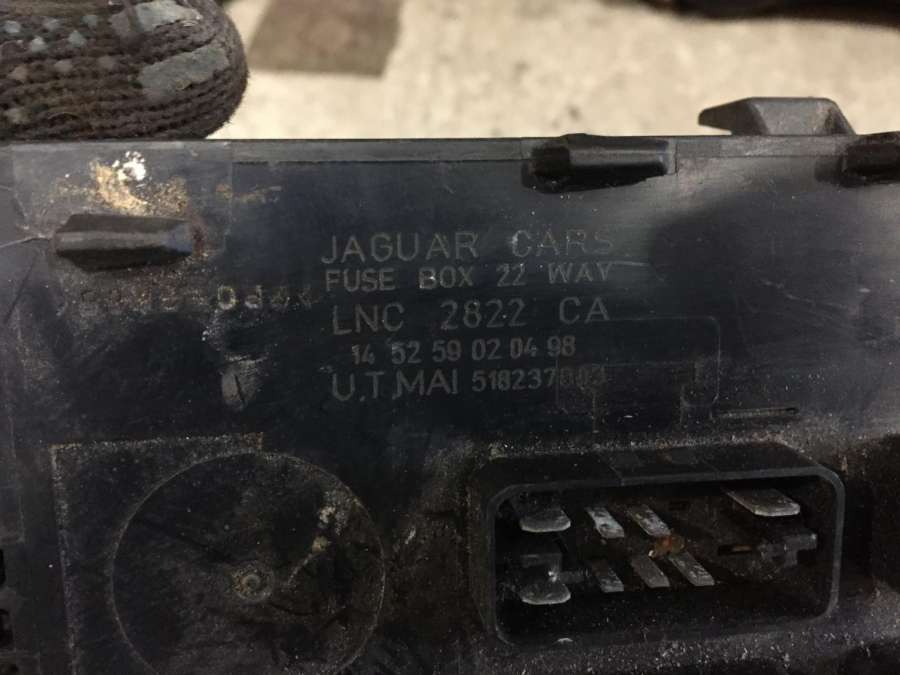 JAGUAR CARS
FUSE BOX 22 WAY
LNC 2822 CA
14 52 59 02 04 98
U.T.MAI